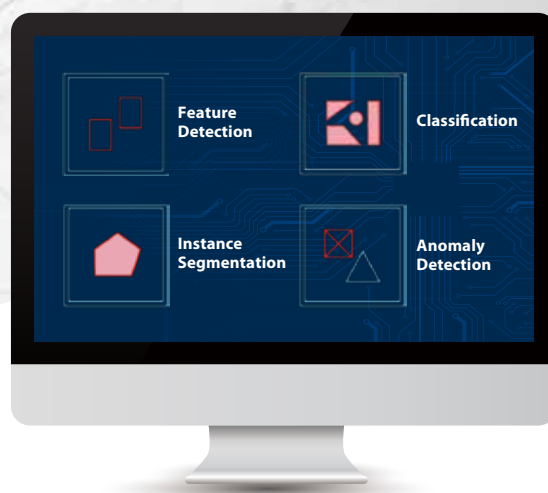 Feature
Detection
Classification
Instance
Segmentation
Anomaly
Detection